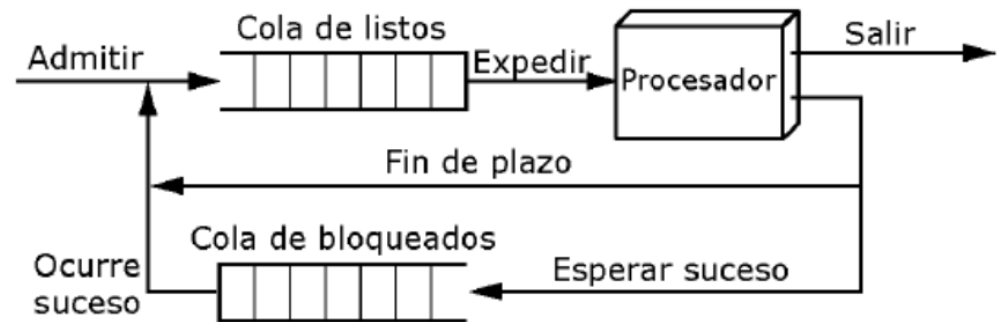 Cola de listos
Salir
Admitir
Expedir
Procesador
Fin de plazo
Cola de bloqueados
Ocurre
suceso
Esperar suceso